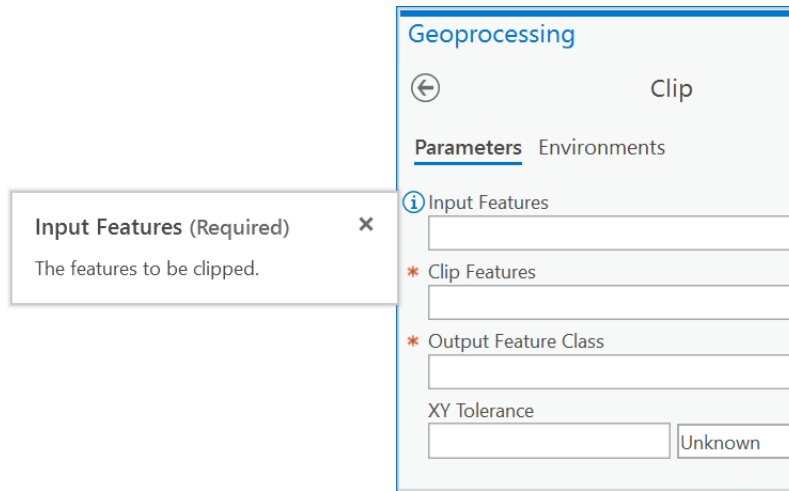 Geoprocessing
Clip
Parameters Environments
Input Features (Required)
The features to be clipped.
Input Features
* Clip Features
* Output Feature Class
XY Tolerance
Unknown